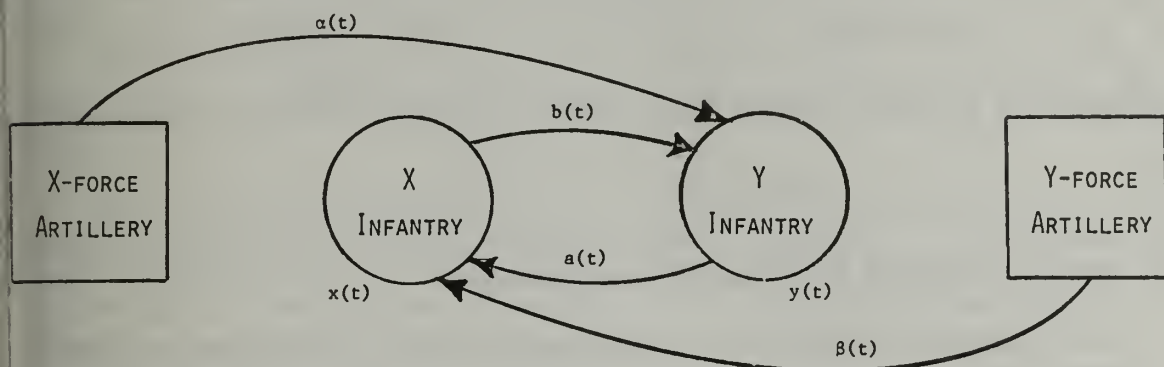 α(t)
b(t)
X-FORCE
ARTILLERY
X
INFANTRY
Y
INFANTRY
Y-FORCE
ARTILLERY
a(t)
x(t)
y(t)
β(t)